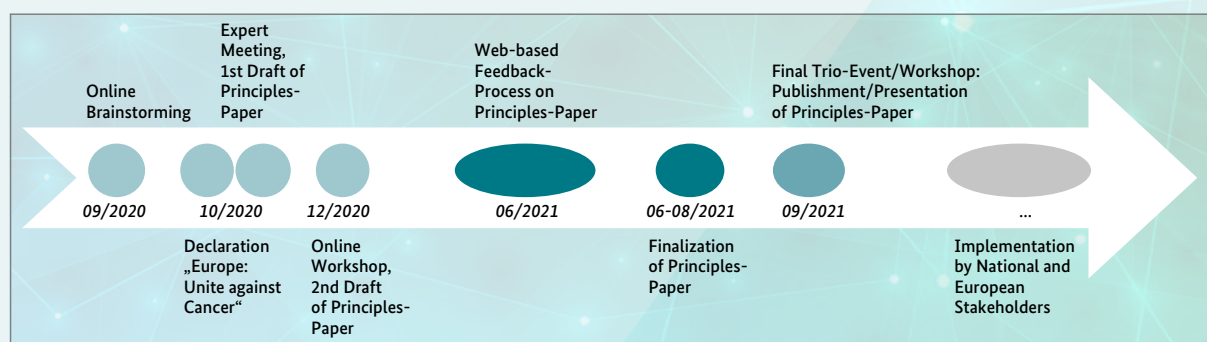 Online
Brainstorming
Expert
Meeting,
1st Draft of
Principles-
Paper
Web-based
Feedback-
Process on
Principles-Paper
Final Trio-Event/Workshop:
Publishment/Presentation
of Principles-Paper
09/2020
10/2020
12/2020
06/2021
06-08/2021
09/2021
...
Declaration
„Europe:
Unite against
Cancer“
Online
Workshop,
2nd Draft
of Principles-
Paper
Finalization
of Principles-
Paper
Implementation
by National and
European
Stakeholders